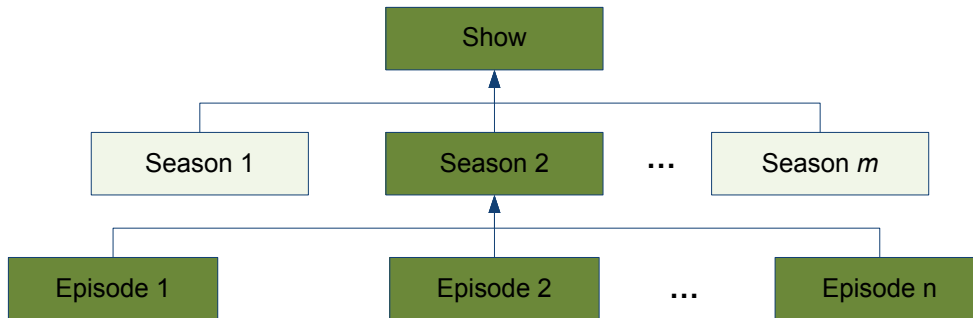 Show
Season 1
Season 2
...
Season m
Episode 1
Episode 2
...
Episode n